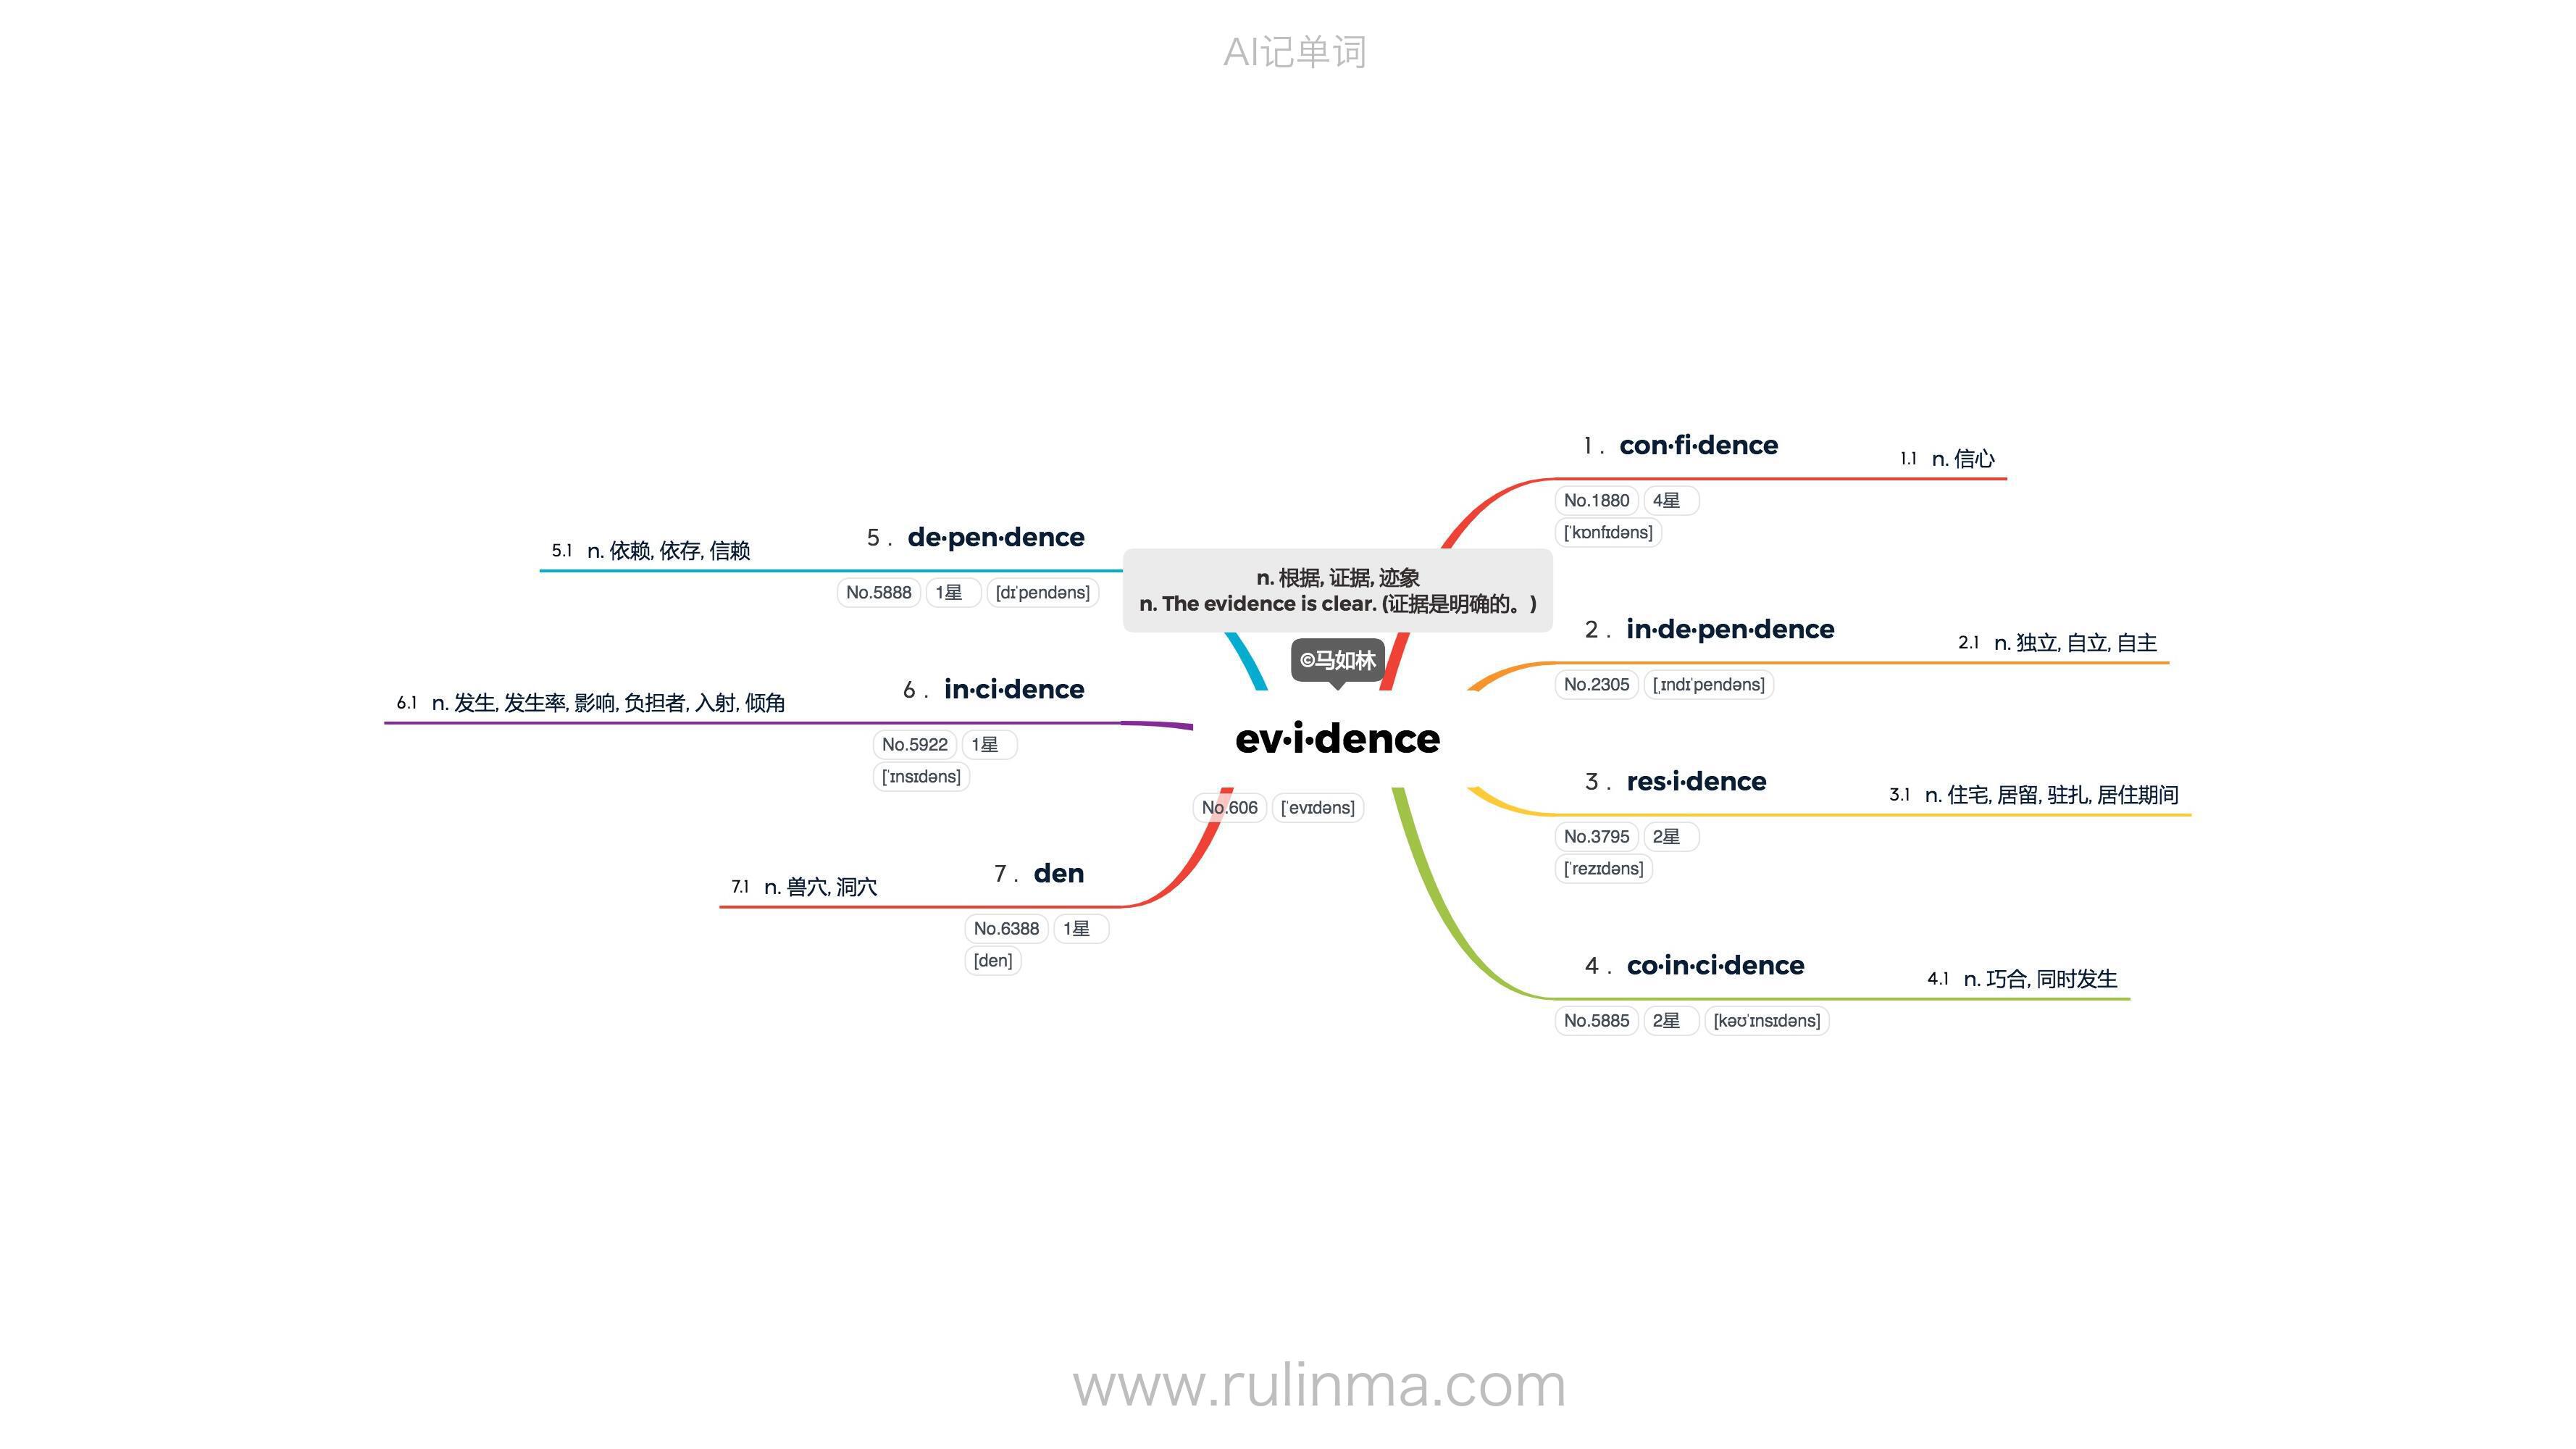 AI记单词
n. 根据, 证据, 迹象
n. The evidence is clear. (证据是明确的。)
©马如林
ev·i·dence
No.606 [ˈevɪdəns]
1 . con·fi·dence
No.1880 4星
[ˈkɒnfɪdəns]
1.1 n. 信心
2 . in·de·pen·dence
No.2305 [ˌɪndɪˈpendəns]
2.1 n. 独立, 自立, 自主
3 . res·i·dence
No.3795 2星
[ˈrezɪdəns]
3.1 n. 住宅, 居留, 驻扎, 居住期间
4 . co·in·ci·dence
No.5885 2星 [kəʊˈɪnsɪdəns]
4.1 n. 巧合, 同时发生
5 . de·pen·dence
No.5888 1星 [dɪˈpendəns]
5.1 n. 依赖, 依存, 信赖
6 . in·ci·dence
No.5922 1星
[ˈɪnsɪdəns]
6.1 n. 发生, 发生率, 影响, 负担者, 入射, 倾角
7 . den
No.6388 1星
[den]
7.1 n. 兽穴, 洞穴
www.rulinma.com